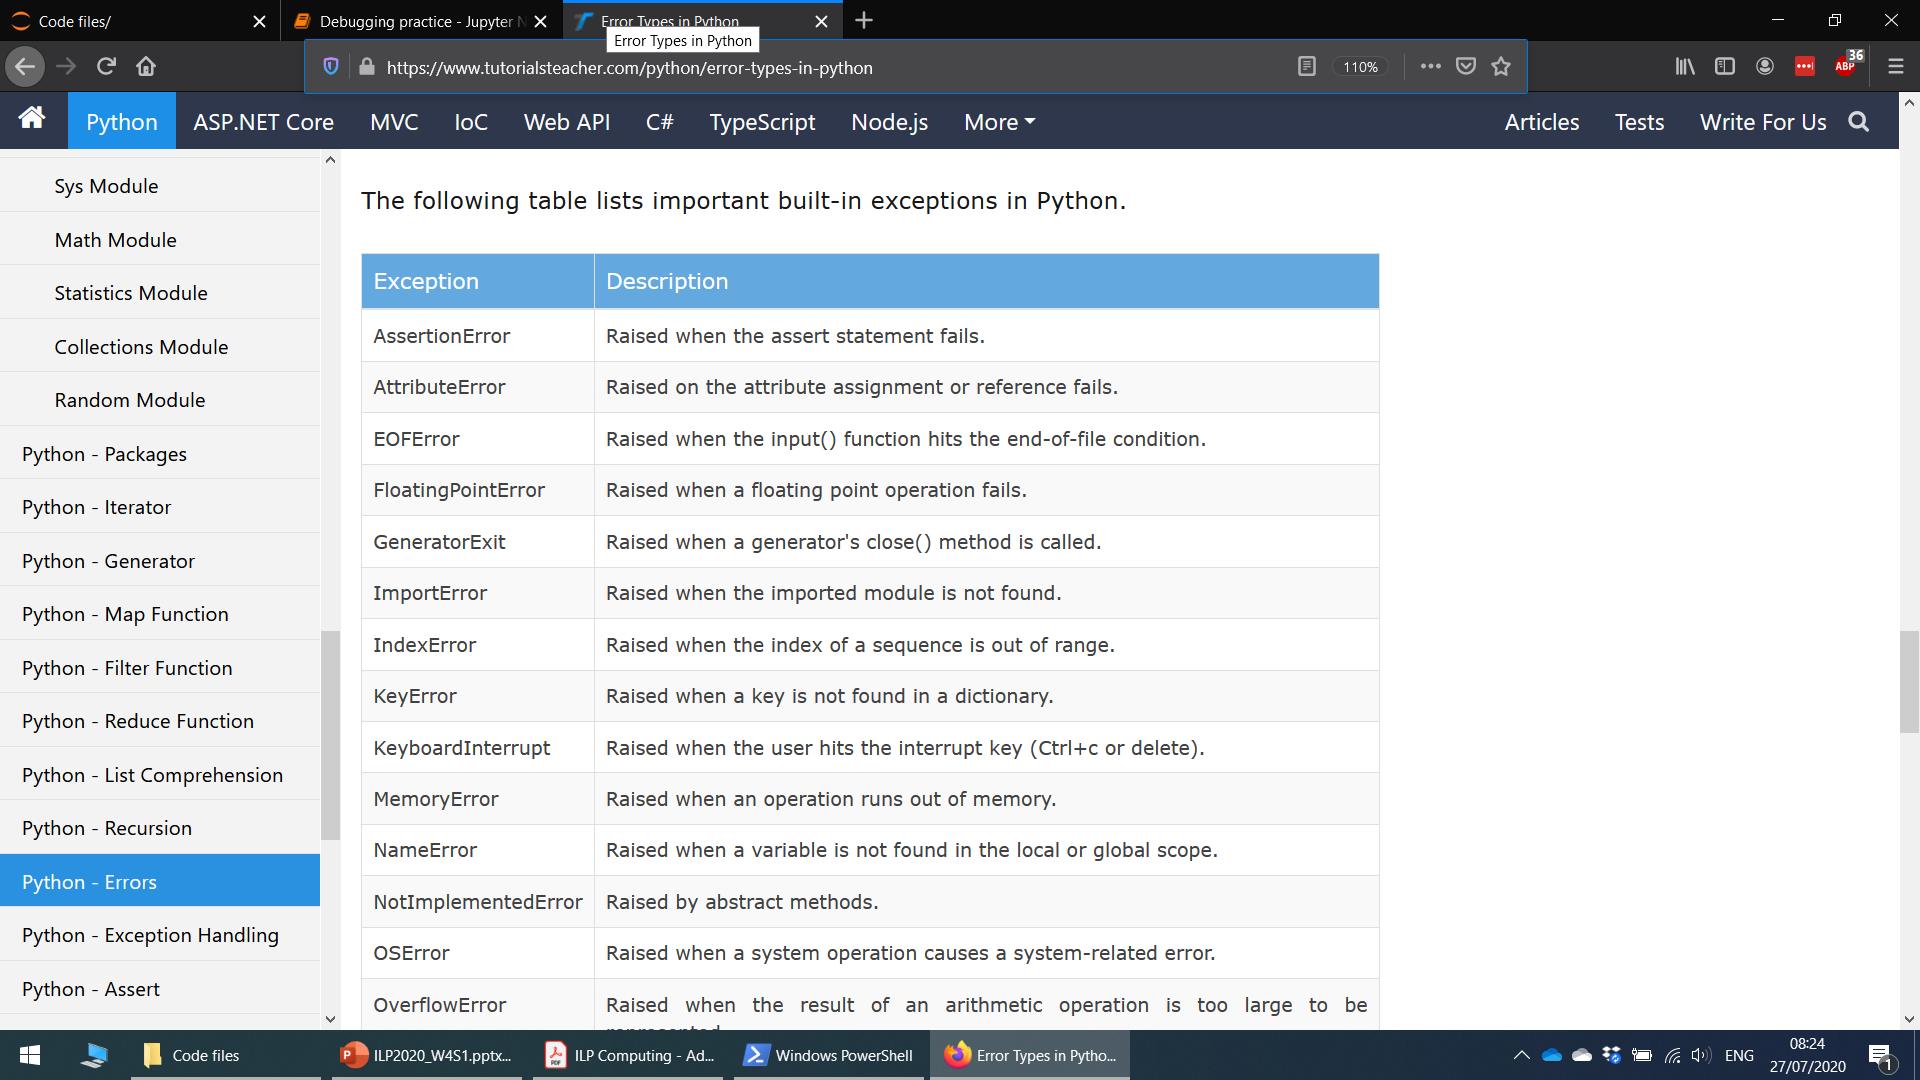 Code files/
Debugging practice - Jupyter N
Error Types in Python
Error Types in Python
https://www.tutorialsteacher.com/python/error-types-in-python
110%
ABP
36
Python
ASP.NET Core
MVC
IoC
Web API
C#
TypeScript
Node.js
More
Articles
Tests
Write For Us
Sys Module
Math Module
Statistics Module
Collections Module
Random Module
Python - Packages
Python - Iterator
Python - Generator
Python - Map Function
Python - Filter Function
Python - Reduce Function
Python - List Comprehension
Python - Recursion
Python - Errors
Python - Exception Handling
Python - Assert
The following table lists important built-in exceptions in Python.
Exception Description
AssertionError Raised when the assert statement fails.
AttributeError Raised on the attribute assignment or reference fails.
EOFError Raised when the input() function hits the end-of-file condition.
FloatingPointError Raised when a floating point operation fails.
GeneratorExit Raised when a generator's close() method is called.
ImportError Raised when the imported module is not found.
IndexError Raised when the index of a sequence is out of range.
KeyError Raised when a key is not found in a dictionary.
KeyboardInterrupt Raised when the user hits the interrupt key (Ctrl+c or delete).
MemoryError Raised when an operation runs out of memory.
NameError Raised when a variable is not found in the local or global scope.
NotImplementedError Raised by abstract methods.
OSError Raised when a system operation causes a system-related error.
OverflowError Raised when the result of an arithmetic operation is too large to be
Code files
ILP2020_W4S1.pptx...
ILP Computing - Ad...
Windows PowerShell
Error Types in Pytho...
ENG
08:24
27/07/2020
1